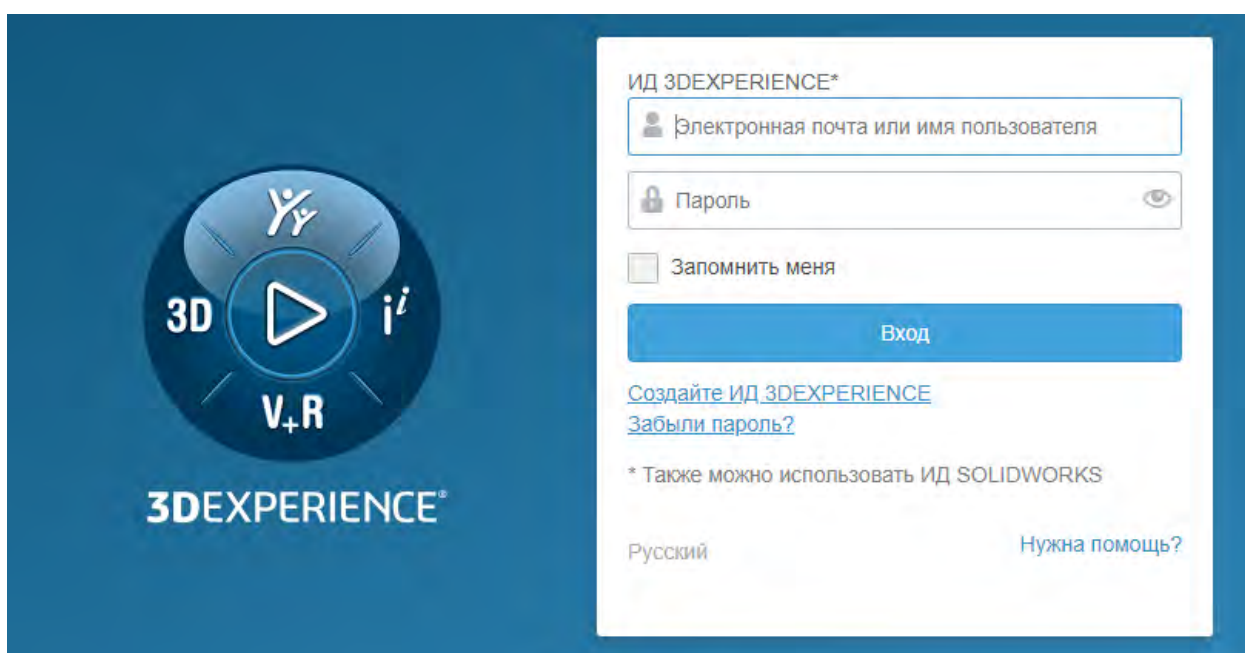 ИД 3DEXPERIENCE*
Электронная почта или имя пользователя
Пароль
Запомнить меня
Вход
Создайте ИД 3DEXPERIENCE
Забыли пароль?
* Также можно использовать ИД SOLIDWORKS
Русский
Нужна помощь?
3D
i i
V+R
3DEXPERIENCE®